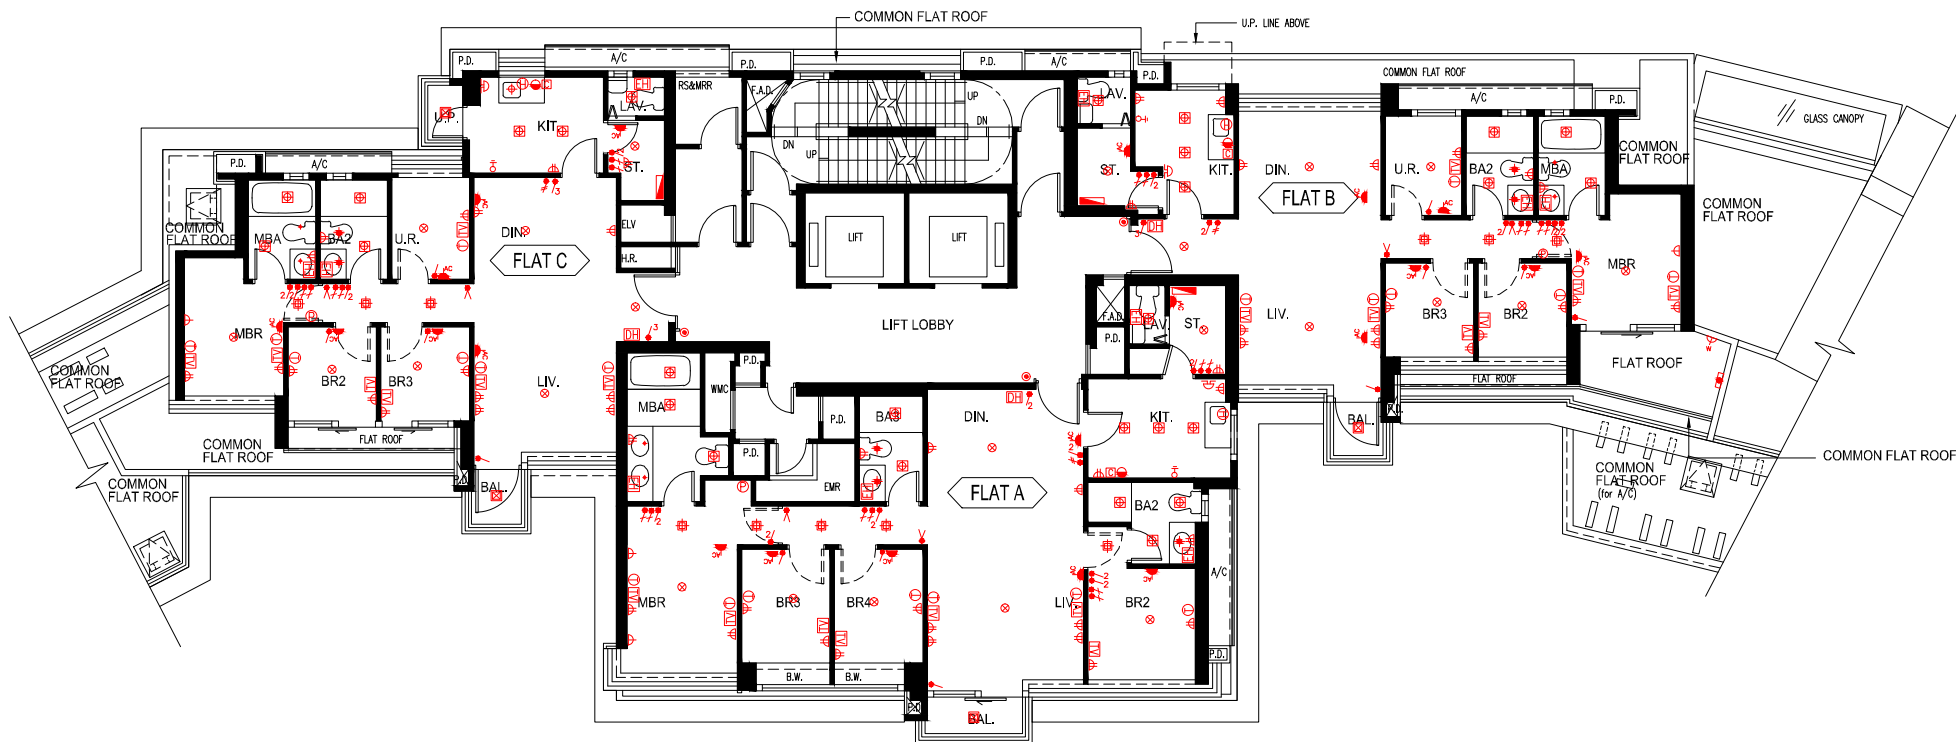 COMMON FLAT ROOF
U.P. LINE ABOVE
P.D.
A/C
P.D.
P.D.
A/C
P.D.
COMMON FLAT ROOF
A/C
P.D.
GLASS CANOPY
RS&MRR
F.A.D.
UP
DN
DN
UP
LAV.
LAV.
U.P.
KIT.
ST.
ST.
KIT.
DIN.
U.R.
BA2
MBA
COMMON
FLAT ROOF
P.D.
A/C
FLAT B
COMMON
FLAT ROOF
COMMON
FLAT ROOF
MBA
BA2
U.R.
DIN.
ELV
H.R.
LIFT
LIFT
FLAT C
DH
MBR
F.A.D.
LAV.
ST.
LIV.
BR3
BR2
LIFT LOBBY
MBR
DH
P.D.
FLAT ROOF
COMMON
FLAT ROOF
BR2
BR3
LIV.
P.D.
WMC
FLAT ROOF
MBA
P.D.
BA3
DIN.
DH
KIT.
BAL.
P.D.
FLAT ROOF
COMMON
FLAT ROOF
P.D.
COMMON FLAT ROOF
COMMON
FLAT ROOF
(for A/C)
COMMON
FLAT ROOF
P.D.
BAL.
EMR
FLAT A
BA2
A/C
MBR
BR3
BR4
LIV.
BR2
P.D.
B.W.
B.W.
P.D.
BAL.